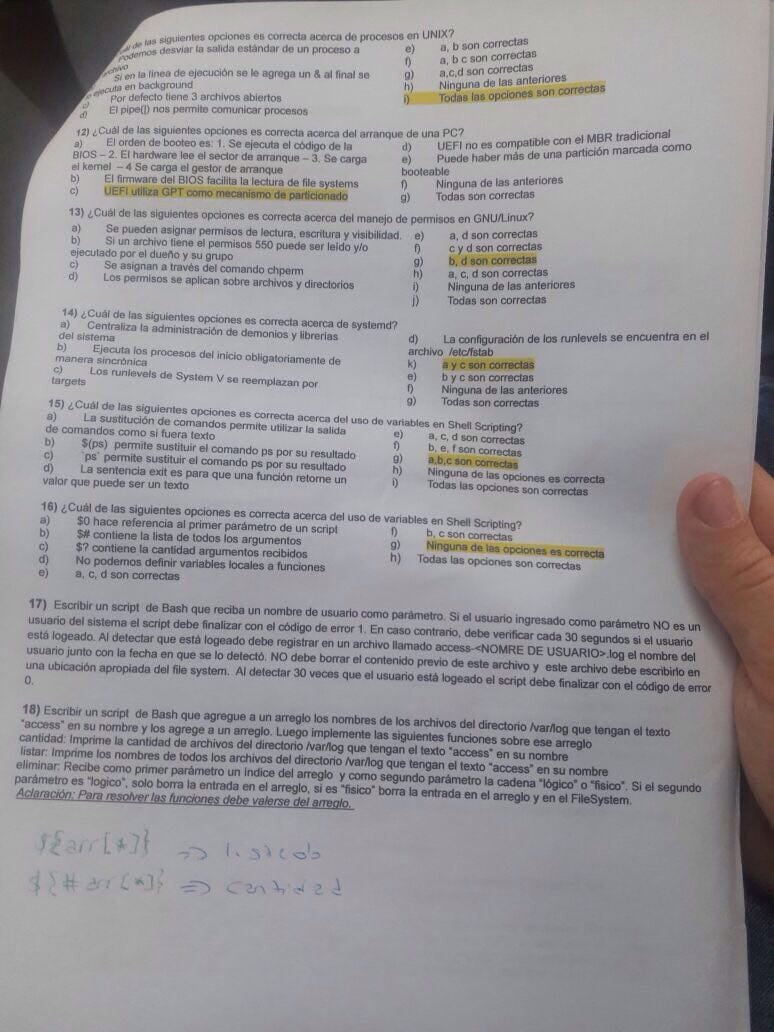 de las siguientes opciones es correcta acerca de procesos en UNIX?
Podemos desviar la salida estándar de un proceso a
archivo
Si en la línea de ejecución se le agrega un & al final se
ejecuta en background
c) Por defecto tiene 3 archivos abiertos
d) El pipe(|) nos permite comunicar procesos
e) a, b son correctas
f) a, b c son correctas
g) a,c,d son correctas
h) Ninguna de las anteriores
i) Todas las opciones son correctas
12) ¿Cuál de las siguientes opciones es correcta acerca del arranque de una PC?
a) El orden de booteo es: 1. Se ejecuta el código de la
BIOS – 2. El hardware lee el sector de arranque – 3. Se carga
el kernel – 4 Se carga el gestor de arranque
b) El firmware del BIOS facilita la lectura de file systems
c) UEFI utiliza GPT como mecanismo de particionado
d) UEFI no es compatible con el MBR tradicional
e) Puede haber más de una partición marcada como
booteable
f) Ninguna de las anteriores
g) Todas son correctas
13) ¿Cuál de las siguientes opciones es correcta acerca del manejo de permisos en GNU/Linux?
a) Se pueden asignar permisos de lectura, escritura y visibilidad.
b) Si un archivo tiene el permisos 550 puede ser leído y/o
ejecutado por el dueño y su grupo
c) Se asignan a través del comando chperm
d) Los permisos se aplican sobre archivos y directorios
e) a, d son correctas
f) c y d son correctas
g) b, d son correctas
h) a, c, d son correctas
i) Ninguna de las anteriores
j) Todas son correctas
14) ¿Cuál de las siguientes opciones es correcta acerca de systemd?
a) Centraliza la administración de demonios y librerias
del sistema
b) Ejecuta los procesos del inicio obligatoriamente de
manera sincrónica
c) Los runlevels de System V se reemplazan por
targets
d) La configuración de los runlevels se encuentra en el
archivo /etc/fstab
k) a y c son correctas
e) b y c son correctas
f) Ninguna de las anteriores
g) Todas son correctas
15) ¿Cuál de las siguientes opciones es correcta acerca del uso de variables en Shell Scripting?
a) La sustitución de comandos permite utilizar la salida
de comandos como si fuera texto
b) $(ps) permite sustituir el comando ps por su resultado
c) `ps` permite sustituir el comando ps por su resultado
d) La sentencia exit es para que una función retorne un
valor que puede ser un texto
e) a, c, d son correctas
f) b, e, f son correctas
g) a,b,c son correctas
h) Ninguna de las opciones es correcta
i) Todas las opciones son correctas
16) ¿Cuál de las siguientes opciones es correcta acerca del uso de variables en Shell Scripting?
a) $0 hace referencia al primer parámetro de un script
b) $# contiene la lista de todos los argumentos
c) $? contiene la cantidad argumentos recibidos
d) No podemos definir variables locales a funciones
e) a, c, d son correctas
f) b, c son correctas
g) Ninguna de las opciones es correcta
h) Todas las opciones son correctas
17) Escribir un script de Bash que reciba un nombre de usuario como parámetro. Si el usuario ingresado como parámetro NO es un
usuario del sistema el script debe finalizar con el código de error 1. En caso contrario, debe verificar cada 30 segundos si el usuario
está logeado. Al detectar que está logeado debe registrar en un archivo llamado access-<NOMRE DE USUARIO>.log el nombre del
usuario junto con la fecha en que se lo detectó. NO debe borrar el contenido previo de este archivo y este archivo debe escribirlo en
una ubicación apropiada del file system. Al detectar 30 veces que el usuario está logeado el script debe finalizar con el código de error
0.
18) Escribir un script de Bash que agregue a un arreglo los nombres de los archivos del directorio /var/log que tengan el texto
"access" en su nombre y los agrege a un arreglo. Luego implemente las siguientes funciones sobre ese arreglo
cantidad: Imprime la cantidad de archivos del directorio /var/log que tengan el texto "access" en su nombre
listar: Imprime los nombres de todos los archivos del directorio /var/log que tengan el texto "access" en su nombre
eliminar: Recibe como primer parámetro un índice del arreglo y como segundo parámetro la cadena "lógico" o "fisico". Si el segundo
parámetro es "logico", solo borra la entrada en el arreglo, si es "fisico" borra la entrada en el arreglo y en el FileSystem.
Aclaración: Para resolver las funciones debe valerse del arreglo.
${arr[*]} => listado
${#arr[*]} => cantidad